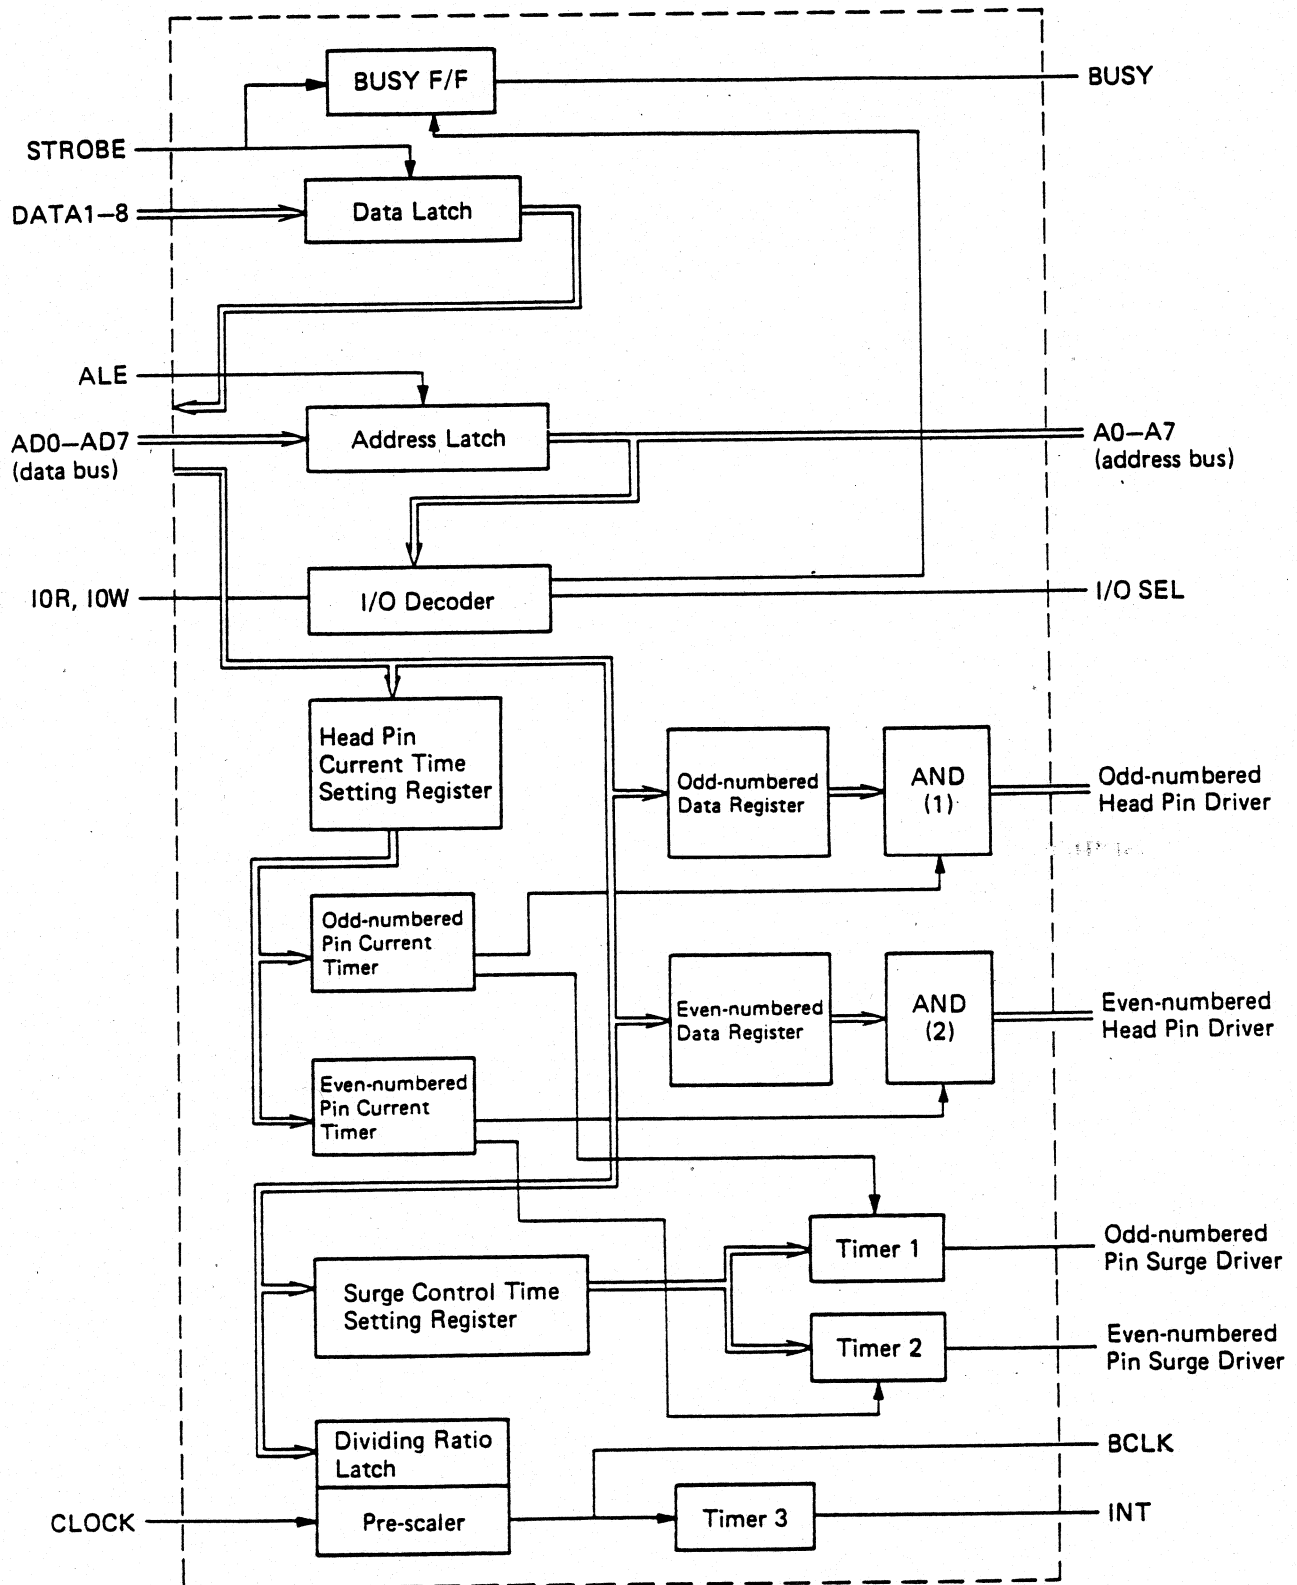 BUSY F/F
BUSY
STROBE
DATA1–8
Data Latch
ALE
AD0–AD7
(data bus)
Address Latch
A0–A7
(address bus)
IOR, IOW
I/O Decoder
I/O SEL
Head Pin
Current Time
Setting Register
Odd-numbered
Data Register
AND
(1)
Odd-numbered
Head Pin Driver
Odd-numbered
Pin Current
Timer
Even-numbered
Data Register
AND
(2)
Even-numbered
Head Pin Driver
Even-numbered
Pin Current
Timer
Timer 1
Odd-numbered
Pin Surge Driver
Surge Control Time
Setting Register
Timer 2
Even-numbered
Pin Surge Driver
Dividing Ratio
Latch
BCLK
CLOCK
Pre-scaler
Timer 3
INT